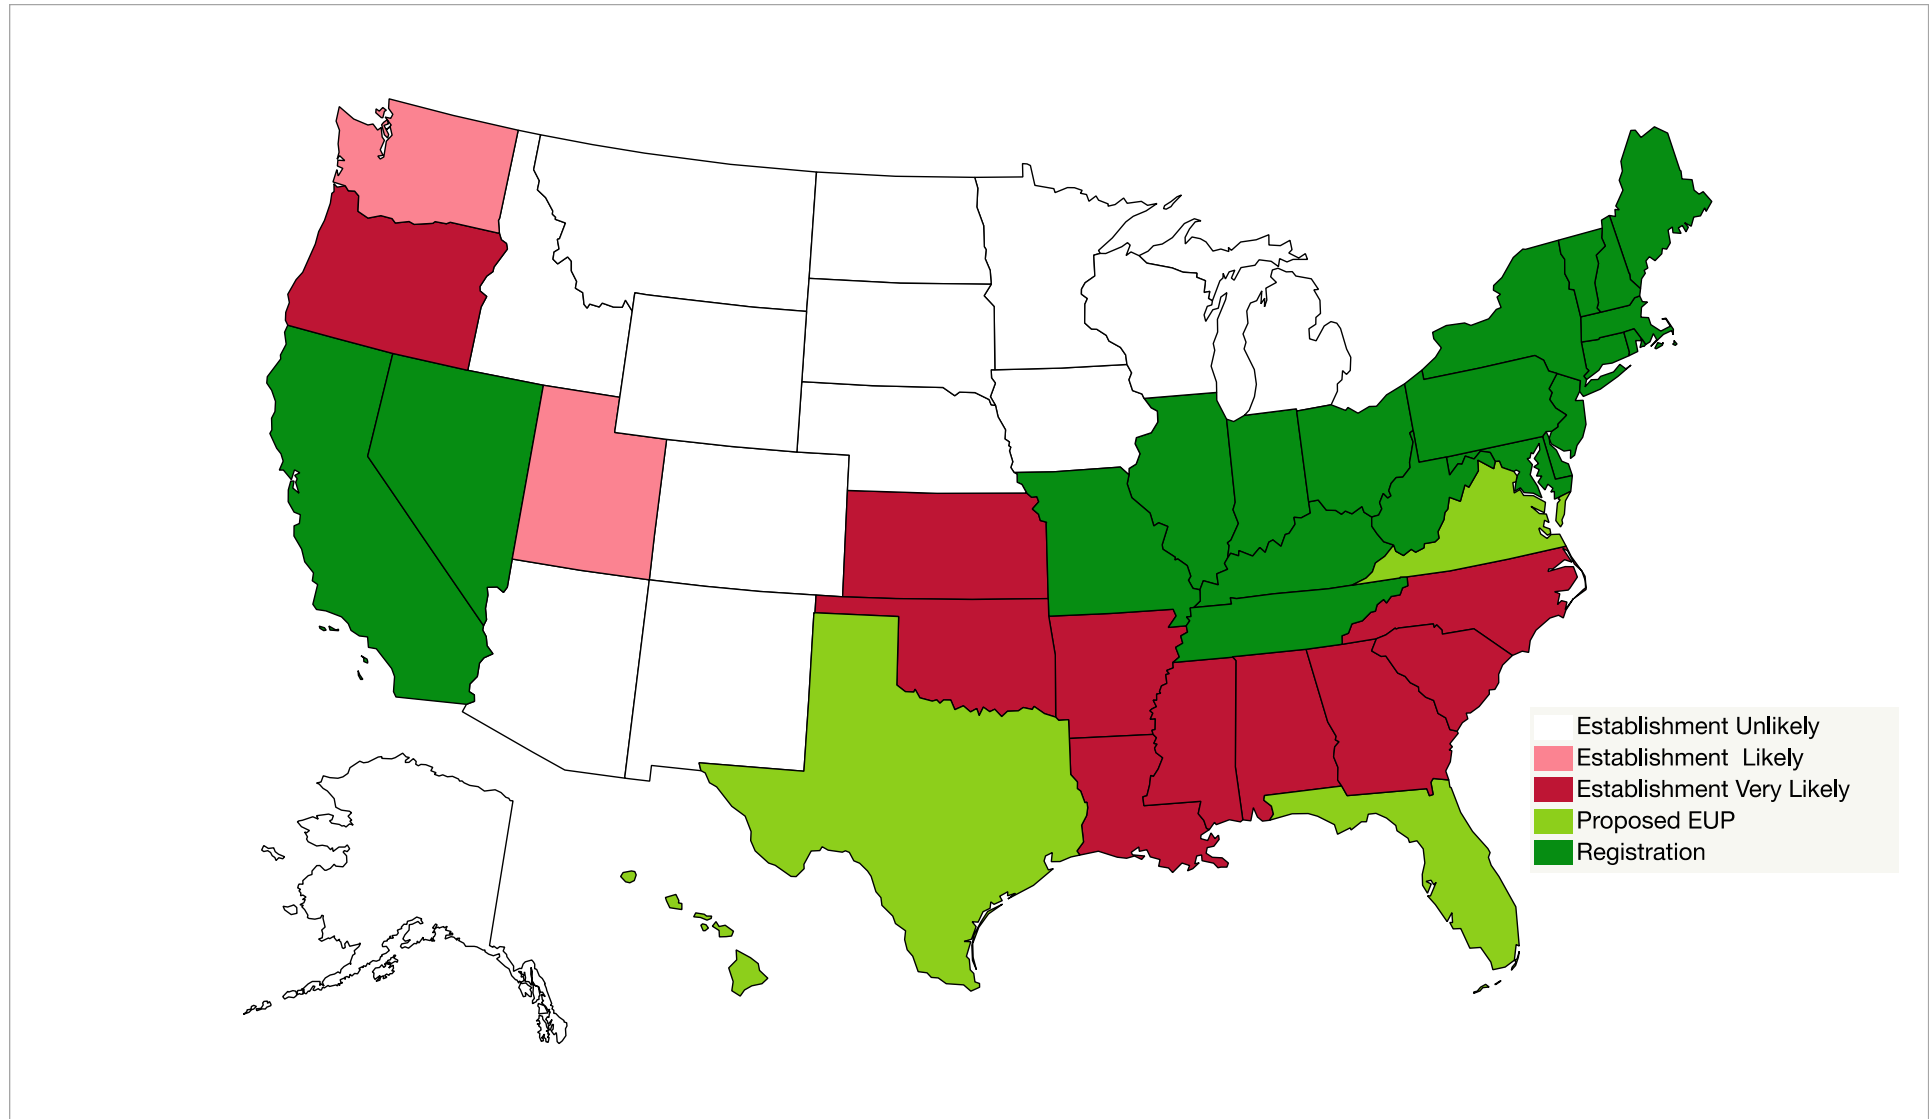 Establishment Unlikely
Establishment  Likely
Establishment Very Likely
Proposed EUP
Registration